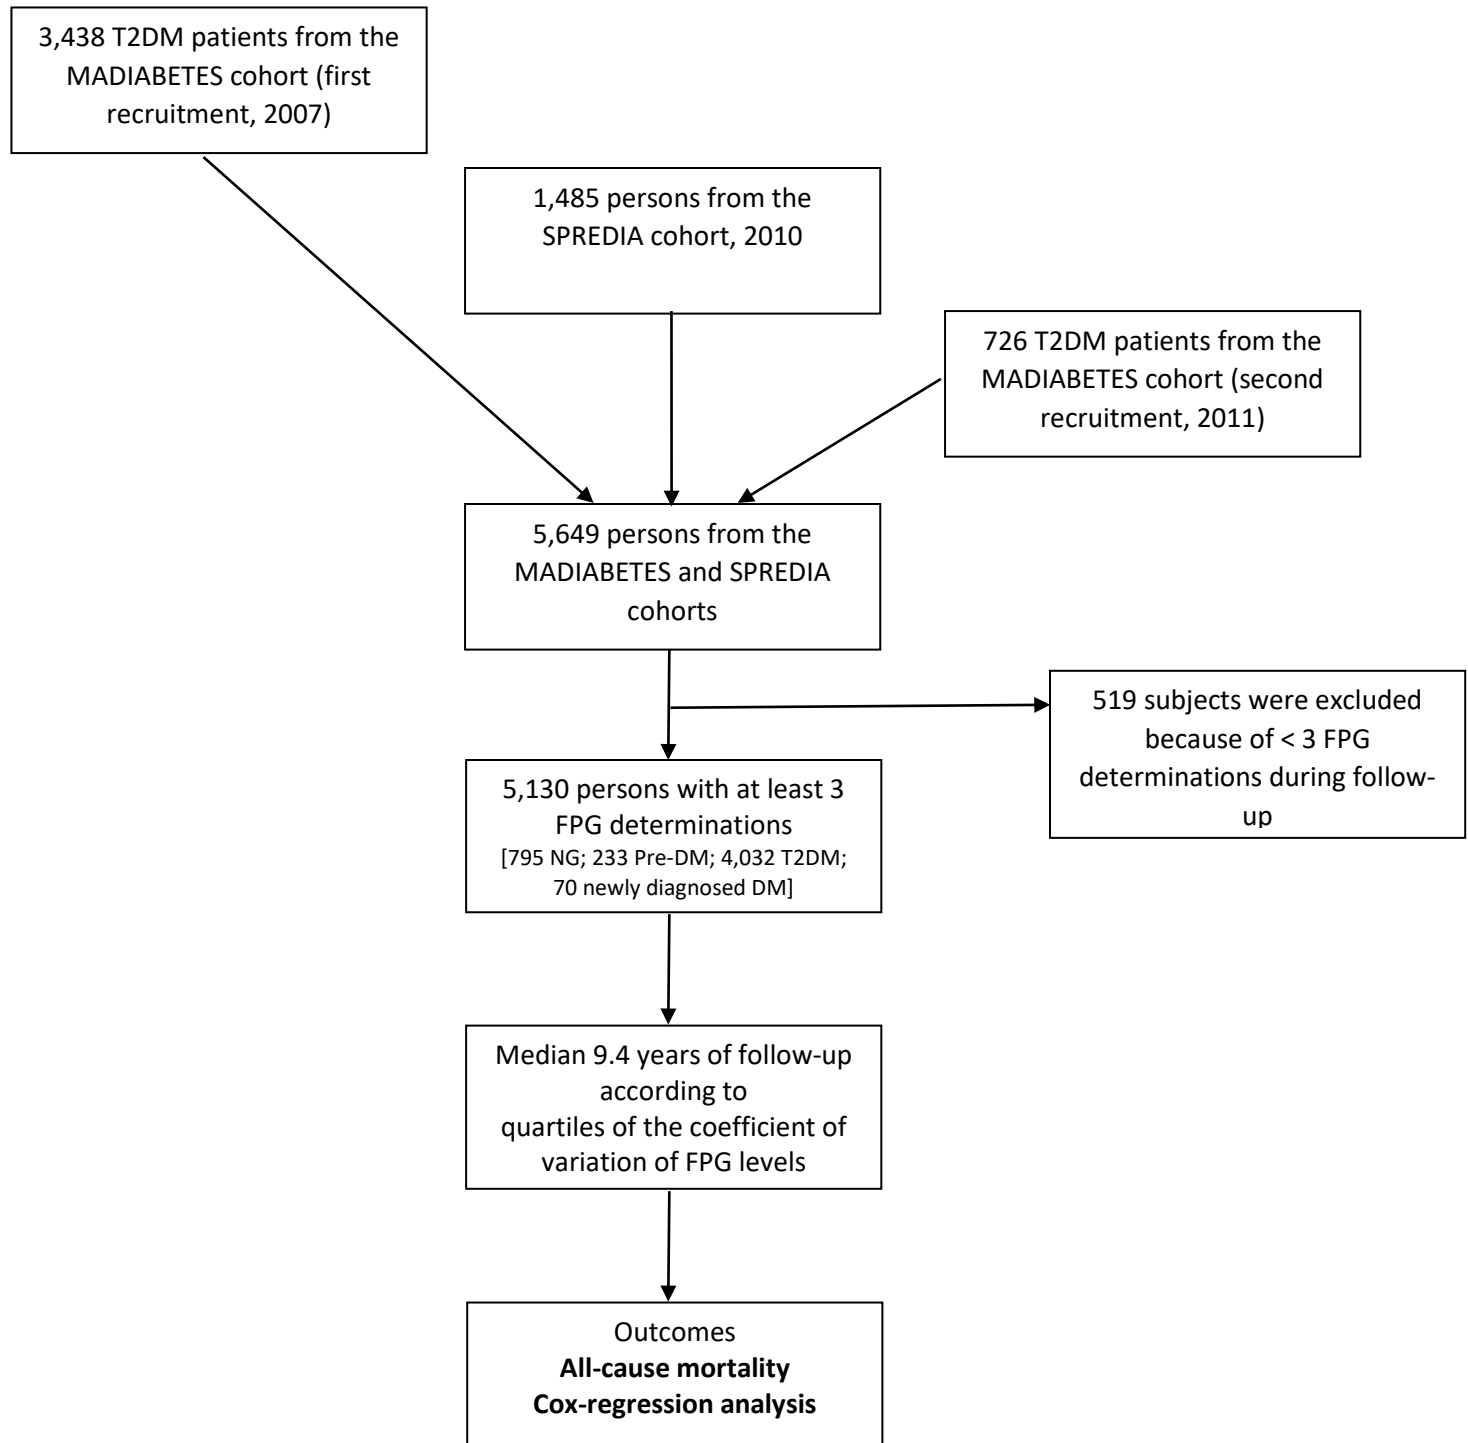 3,438 T2DM patients from the
MADIABETES cohort (first
recruitment, 2007)
1,485 persons from the
SPREDIA cohort, 2010
726 T2DM patients from the
MADIABETES cohort (second
recruitment, 2011)
5,649 persons from the
MADIABETES and SPREDIA
cohorts
519 subjects were excluded
because of < 3 FPG
determinations during follow-
up
5,130 persons with at least 3
FPG determinations
[795 NG; 233 Pre-DM; 4,032 T2DM;
70 newly diagnosed DM]
Median 9.4 years of follow-up
according to
quartiles of the coefficient of
variation of FPG levels
Outcomes
All-cause mortality
Cox-regression analysis